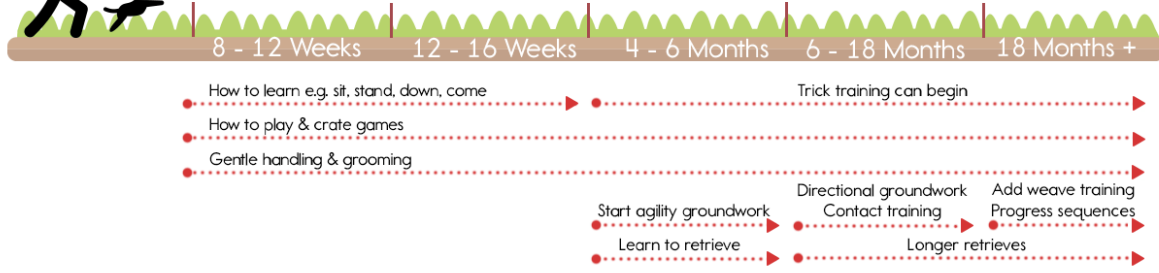 8 - 12 Weeks
12 - 16 Weeks
4 - 6 Months
6 - 18 Months
18 Months +
How to learn e.g. sit, stand, down, come
Trick training can begin
How to play & crate games
Gentle handling & grooming
Start agility groundwork
Directional groundwork
Contact training
Add weave training
Progress sequences
Learn to retrieve
Longer retrieves